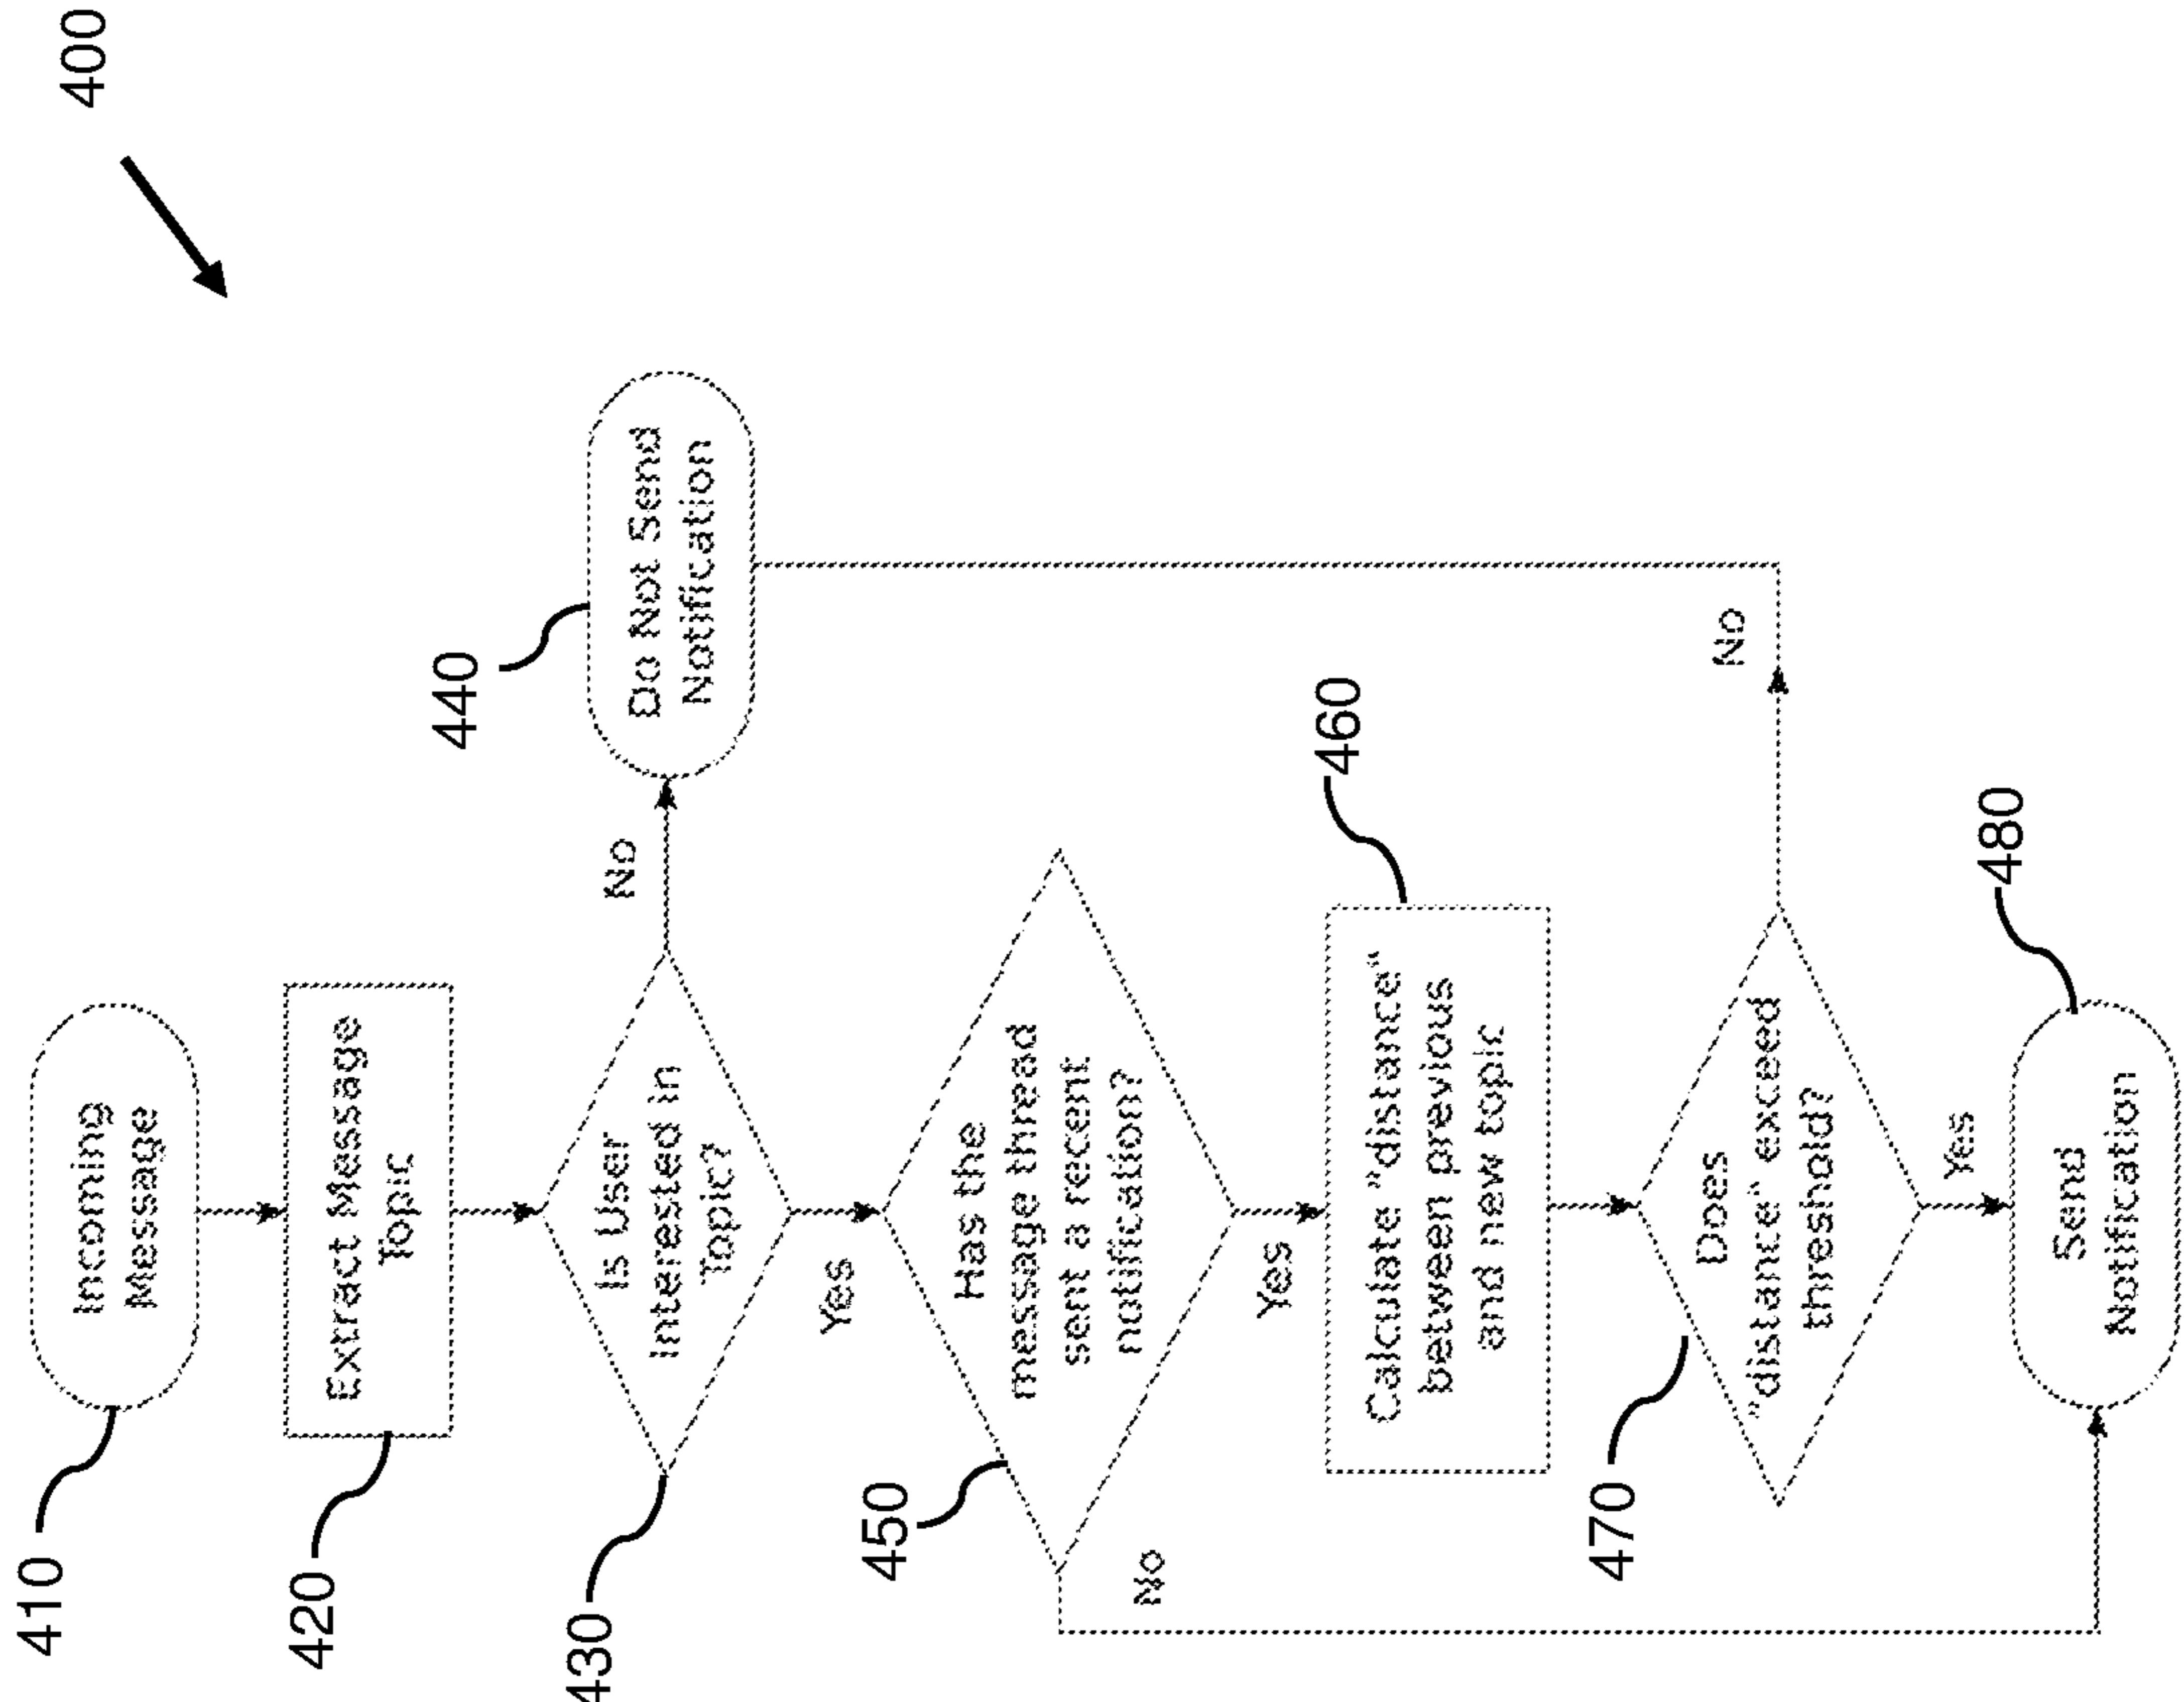 400
410
Incoming
Message
420
Extract Message
Topic
430
Is User
Interested in
Topic?
No
440
Do Not Send
Notification
Yes
450
Has the
message thread
sent a recent
notification?
No
Yes
460
Calculate "distance"
between previous
and new topic
470
Does
"distance" exceed
threshold?
No
Yes
480
Send
Notification